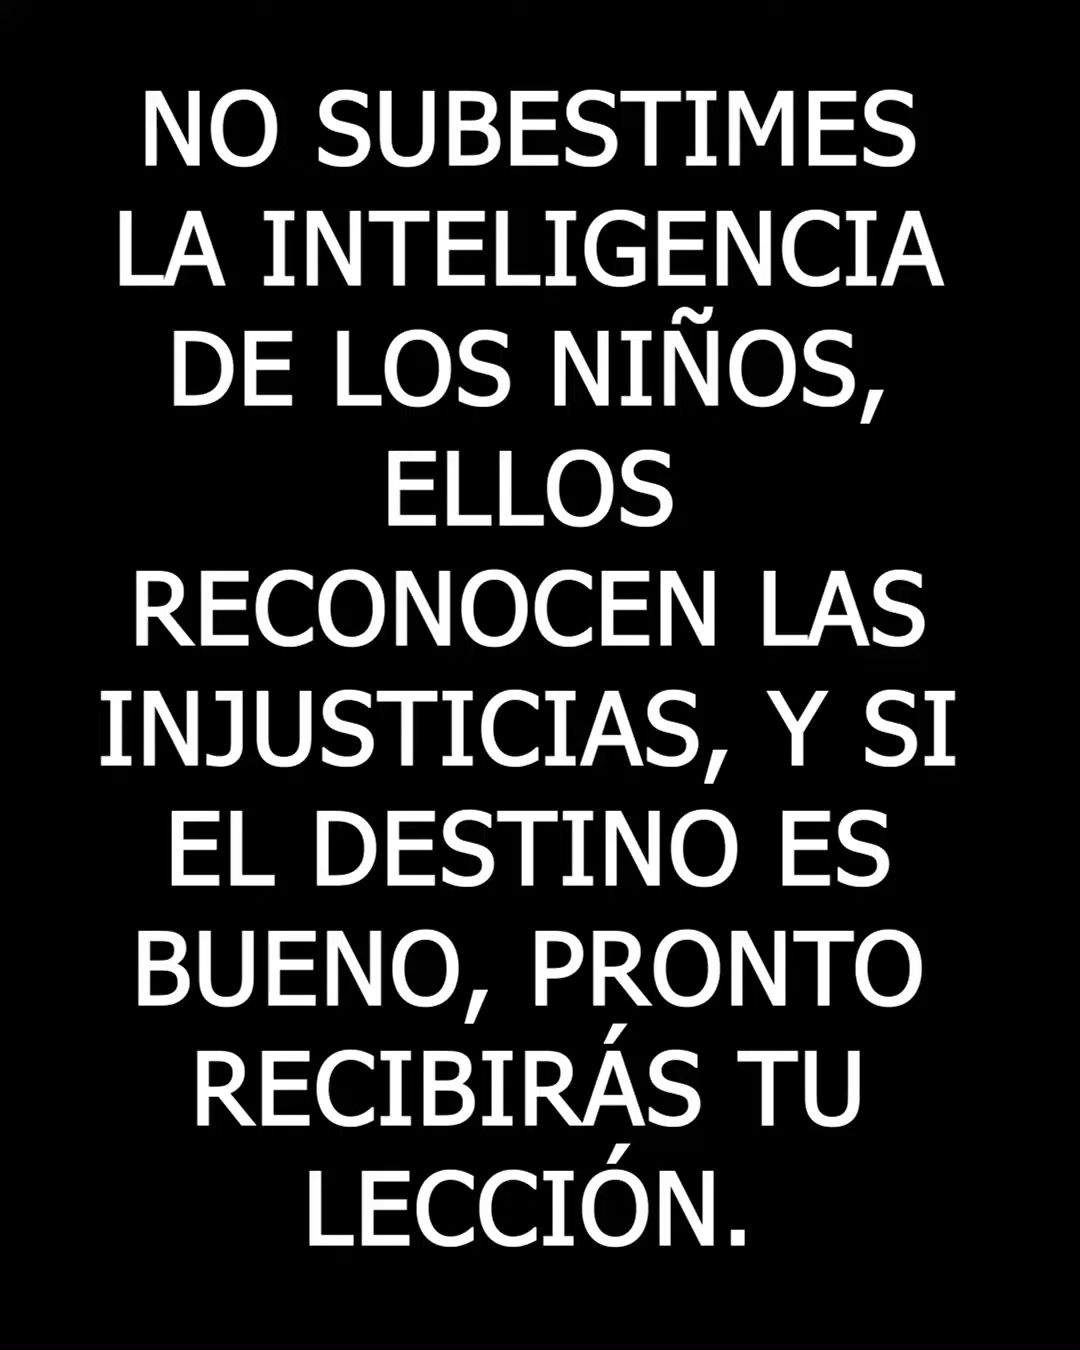 NO SUBESTIMES
LA INTELIGENCIA
DE LOS NIÑOS,
ELLOS
RECONOCEN LAS
INJUSTICIAS, Y SI
EL DESTINO ES
BUENO, PRONTO
RECIBIRÁS TU
LECCIÓN.